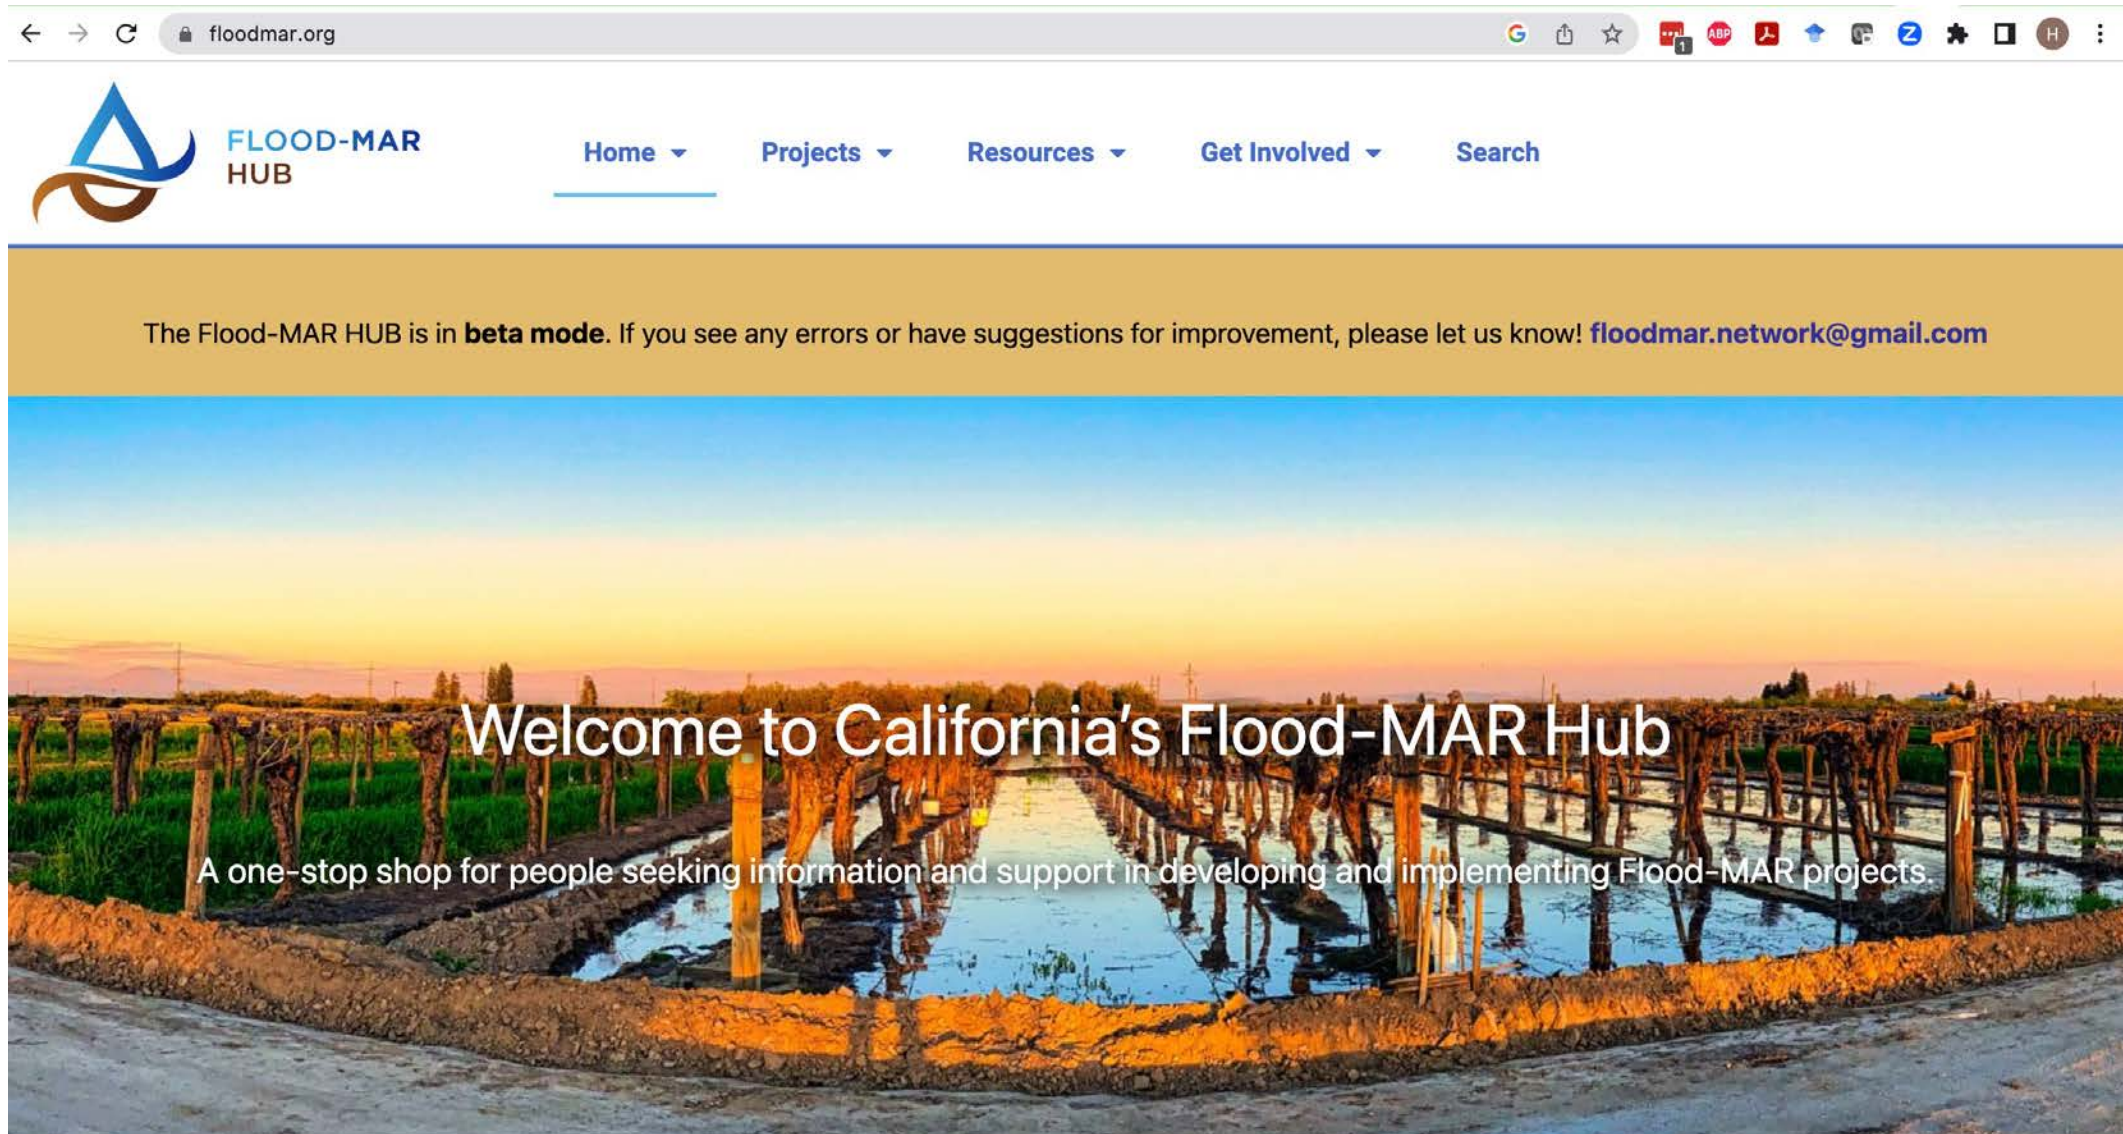 floodmar.org
1
ABP
Z
H
FLOOD-MAR
HUB
Home
Projects
Resources
Get Involved
Search
The Flood-MAR HUB is in beta mode. If you see any errors or have suggestions for improvement, please let us know! floodmar.network@gmail.com
Welcome to California's Flood-MAR Hub
A one-stop shop for people seeking information and support in developing and implementing Flood-MAR projects.